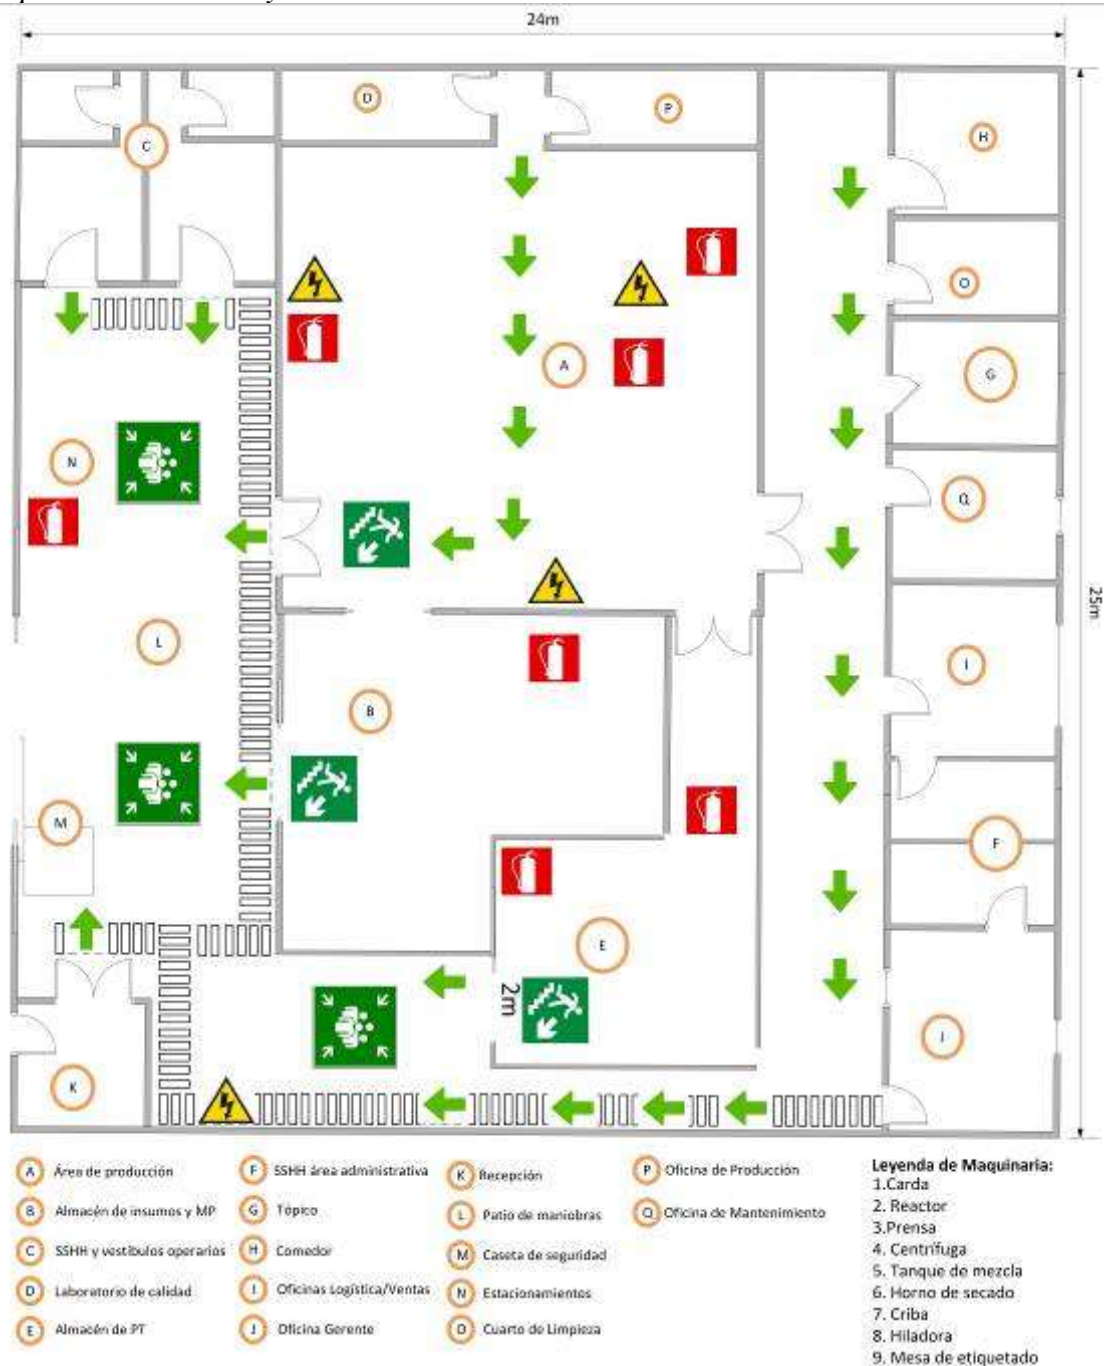 24m
D
P
H
C
O
A
G
N
Q
25m
L
I
B
M
F
E
2m
J
K
A Área de producción
B Almacén de insumos y MP
C SSHH y vestíbulos operarios
D Laboratorio de calidad
E Almacén de PT
F SSHH área administrativa
G Tópico
H Comedor
I Oficinas Logística/Ventas
J Oficina Gerente
K Recepción
L Patio de maniobras
M Caseta de seguridad
N Estacionamientos
O Cuarto de Limpieza
P Oficina de Producción
Q Oficina de Mantenimiento
Leyenda de Maquinaria:
1.Carda
2. Reactor
3.Prensa
4. Centrífuga
5. Tanque de mezcla
6. Horno de secado
7. Criba
8. Hiladora
9. Mesa de etiquetado